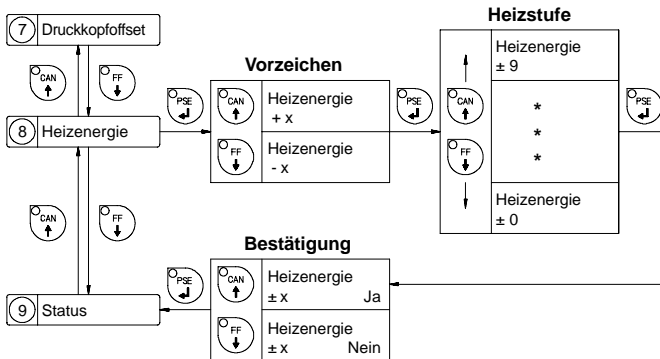 Heizstufe
7 Druckkopfoffset
Heizenergie
± 9
Vorzeichen
CAN
FF
PSE
CAN
Heizenergie
+ x
PSE
CAN
*
*
*
PSE
8 Heizenergie
FF
Heizenergie
- x
FF
Heizenergie
± 0
CAN
FF
Bestätigung
PSE
CAN
Heizenergie
± x Ja
9 Status
FF
Heizenergie
± x Nein